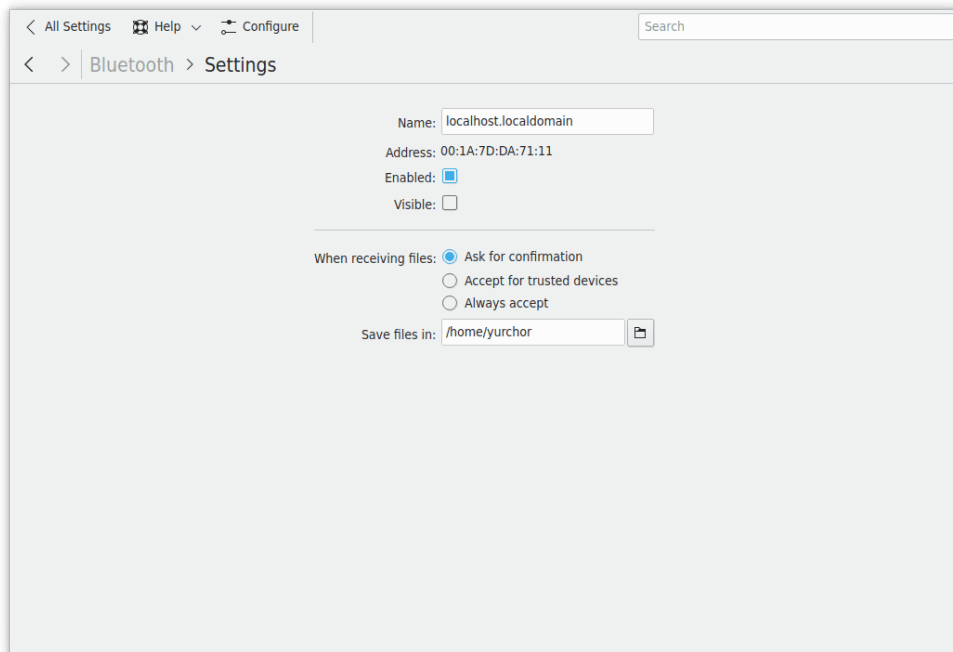 All Settings Help Configure Search
Bluetooth > Settings
Name: localhost.localdomain
Address: 00:1A:7D:DA:71:11
Enabled:
Visible:
When receiving files: Ask for confirmation
Accept for trusted devices
Always accept
Save files in: /home/yurchor